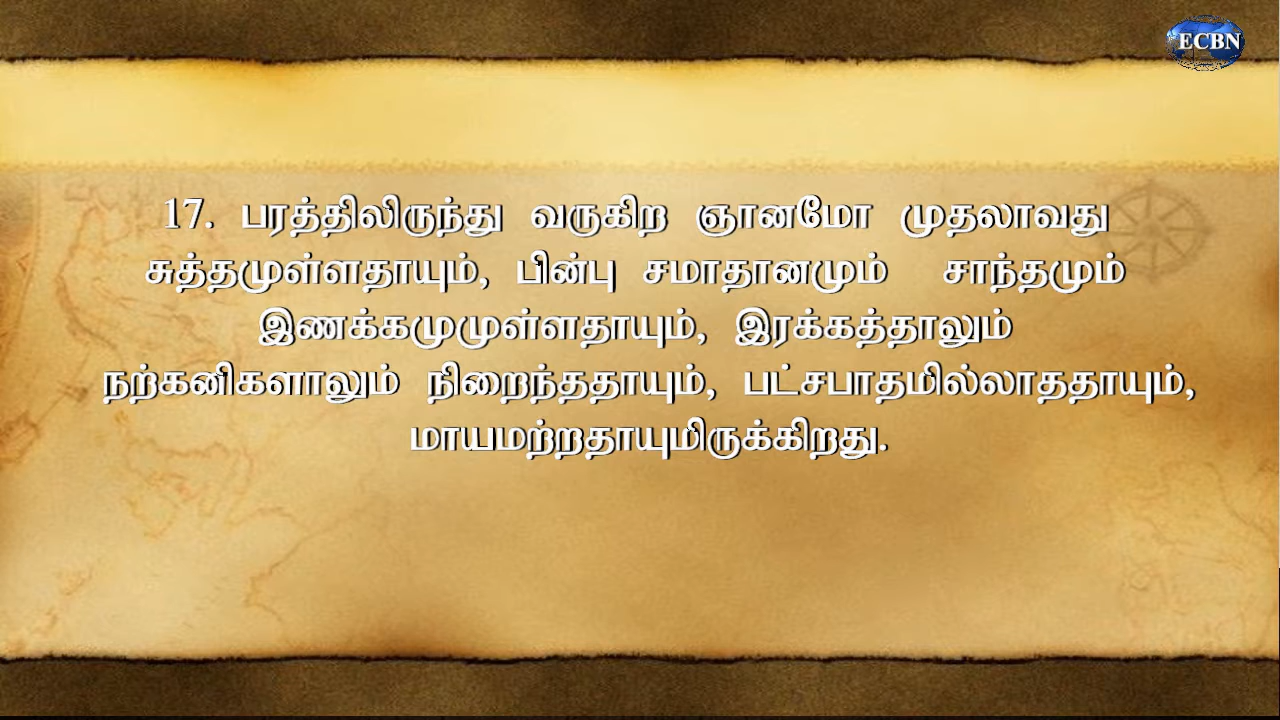 ECBN
17. பரத்திலிருந்து வருகிற ஞானமோ முதலாவது
சுத்தமுள்ளதாயும், பின்பு சமாதானமும் சாந்தமும்
இணக்கமுமுள்ளதாயும், இரக்கத்தாலும்
நற்கனிகளாலும் நிறைந்ததாயும், பட்சபாதமில்லாததாயும்,
மாயமற்றதாயுமிருக்கிறது.